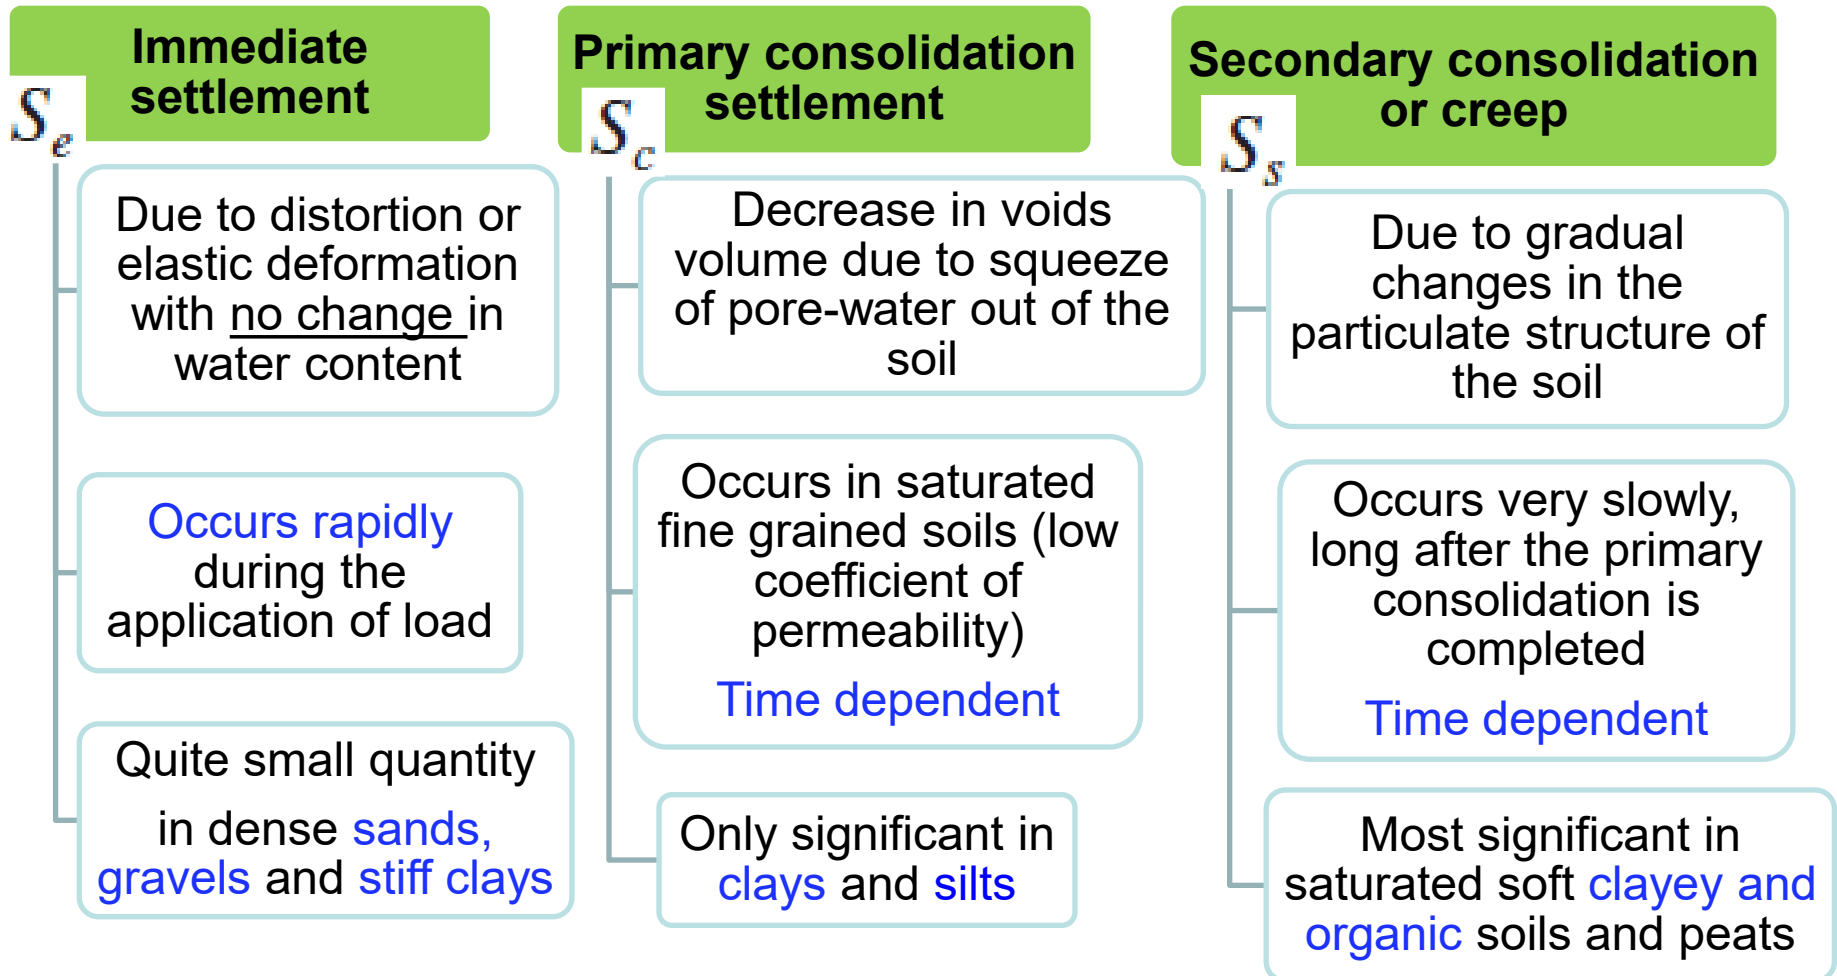 Immediate
settlement
Sₑ
Due to distortion or
elastic deformation
with no change in
water content
Occurs rapidly
during the
application of load
Quite small quantity
in dense sands,
gravels and stiff clays
Primary consolidation
settlement
S_c
Decrease in voids
volume due to squeeze
of pore-water out of the
soil
Occurs in saturated
fine grained soils (low
coefficient of
permeability)
Time dependent
Only significant in
clays and silts
Secondary consolidation
or creep
Sₛ
Due to gradual
changes in the
particulate structure of
the soil
Occurs very slowly,
long after the primary
consolidation is
completed
Time dependent
Most significant in
saturated soft clayey and
organic soils and peats